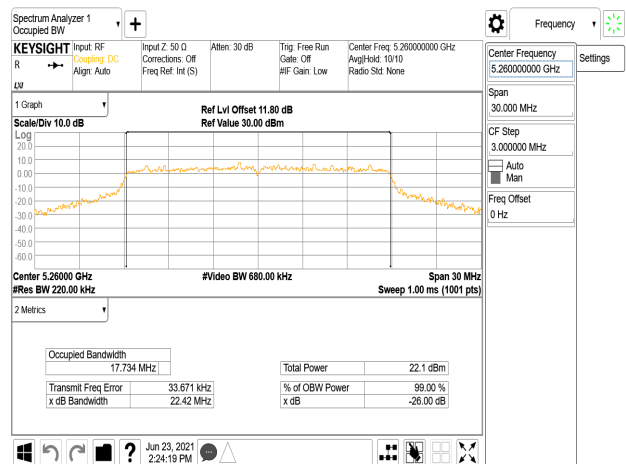 Spectrum Analyzer 1
Occupied BW
Frequency
KEYSIGHT
R
Input: RF
Coupling: DC
Align: Auto
Input Z: 50 Ω
Corrections: Off
Freq Ref: Int (S)
Atten: 30 dB
Trig: Free Run
Gate: Off
#IF Gain: Low
Center Freq: 5.260000000 GHz
Avg|Hold: 10/10
Radio Std: None
Center Frequency
5.260000000 GHz
Settings
Span
30.000 MHz
CF Step
3.000000 MHz
Auto
Man
Freq Offset
0 Hz
1 Graph
Scale/Div 10.0 dB
Ref Lvl Offset 11.80 dB
Ref Value 30.00 dBm
Log
20.0
10.0
0.00
-10.0
-20.0
-30.0
-40.0
-50.0
-60.0
Center 5.26000 GHz
#Res BW 220.00 kHz
#Video BW 680.00 kHz
Span 30 MHz
Sweep 1.00 ms (1001 pts)
2 Metrics
Occupied Bandwidth
17.734 MHz
Transmit Freq Error 33.671 kHz
x dB Bandwidth 22.42 MHz
Total Power 22.1 dBm
% of OBW Power 99.00 %
x dB -26.00 dB
?
Jun 23, 2021
2:24:19 PM